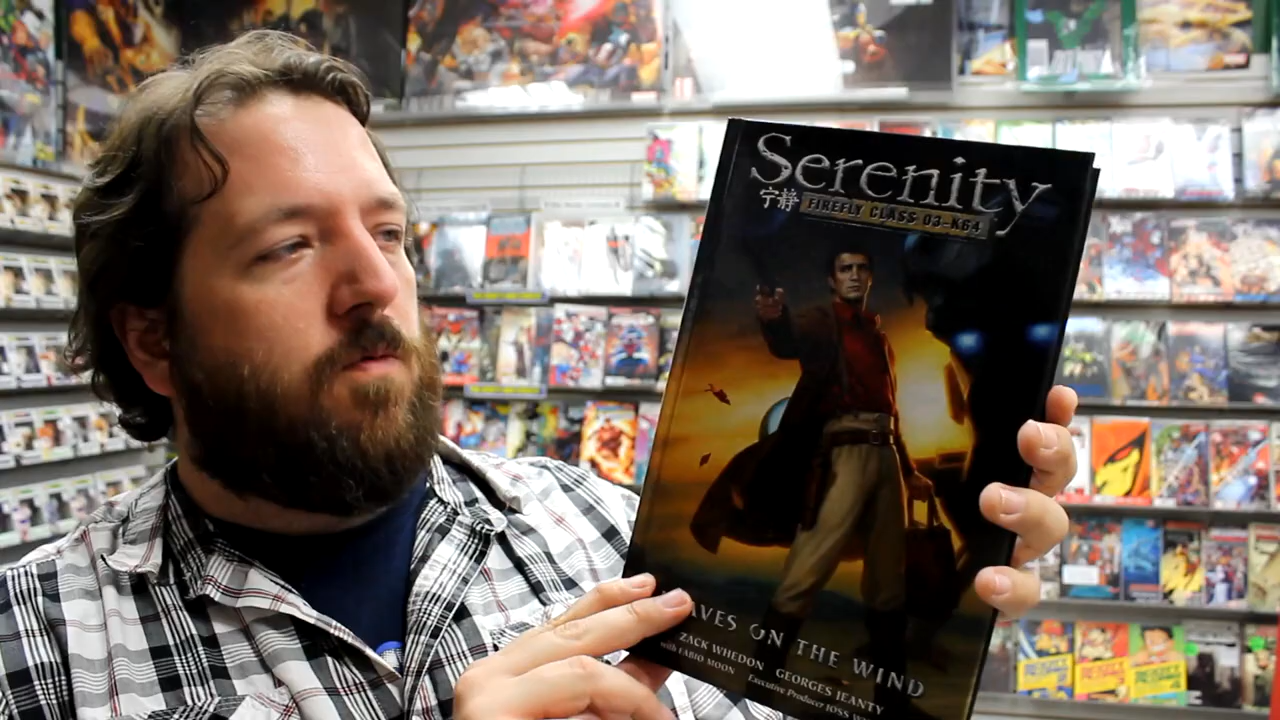 Serenity
宁静 FIREFLY CLASS 03-K64
AVES ON THE WIND
ZACK WHEDON GEORGES JEANTY
with FÁBIO MOON Executive Producer JOSS